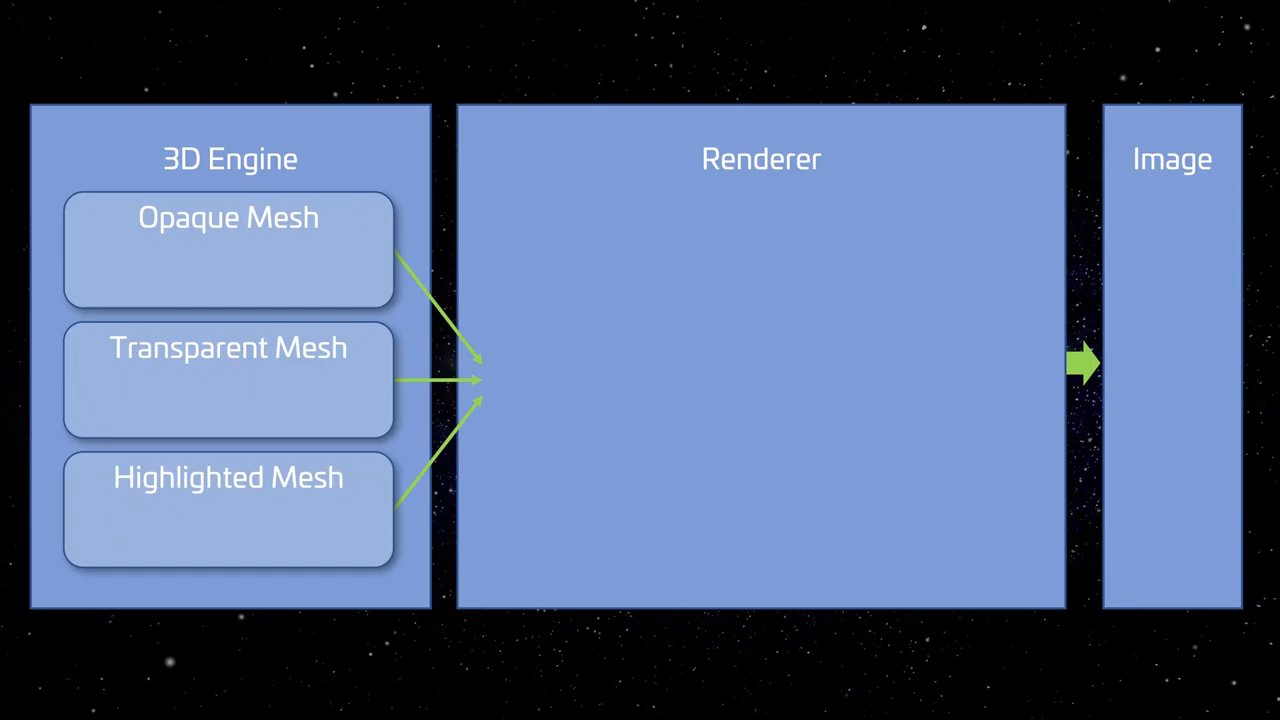 3D Engine
Opaque Mesh
Transparent Mesh
Highlighted Mesh
Renderer
Image